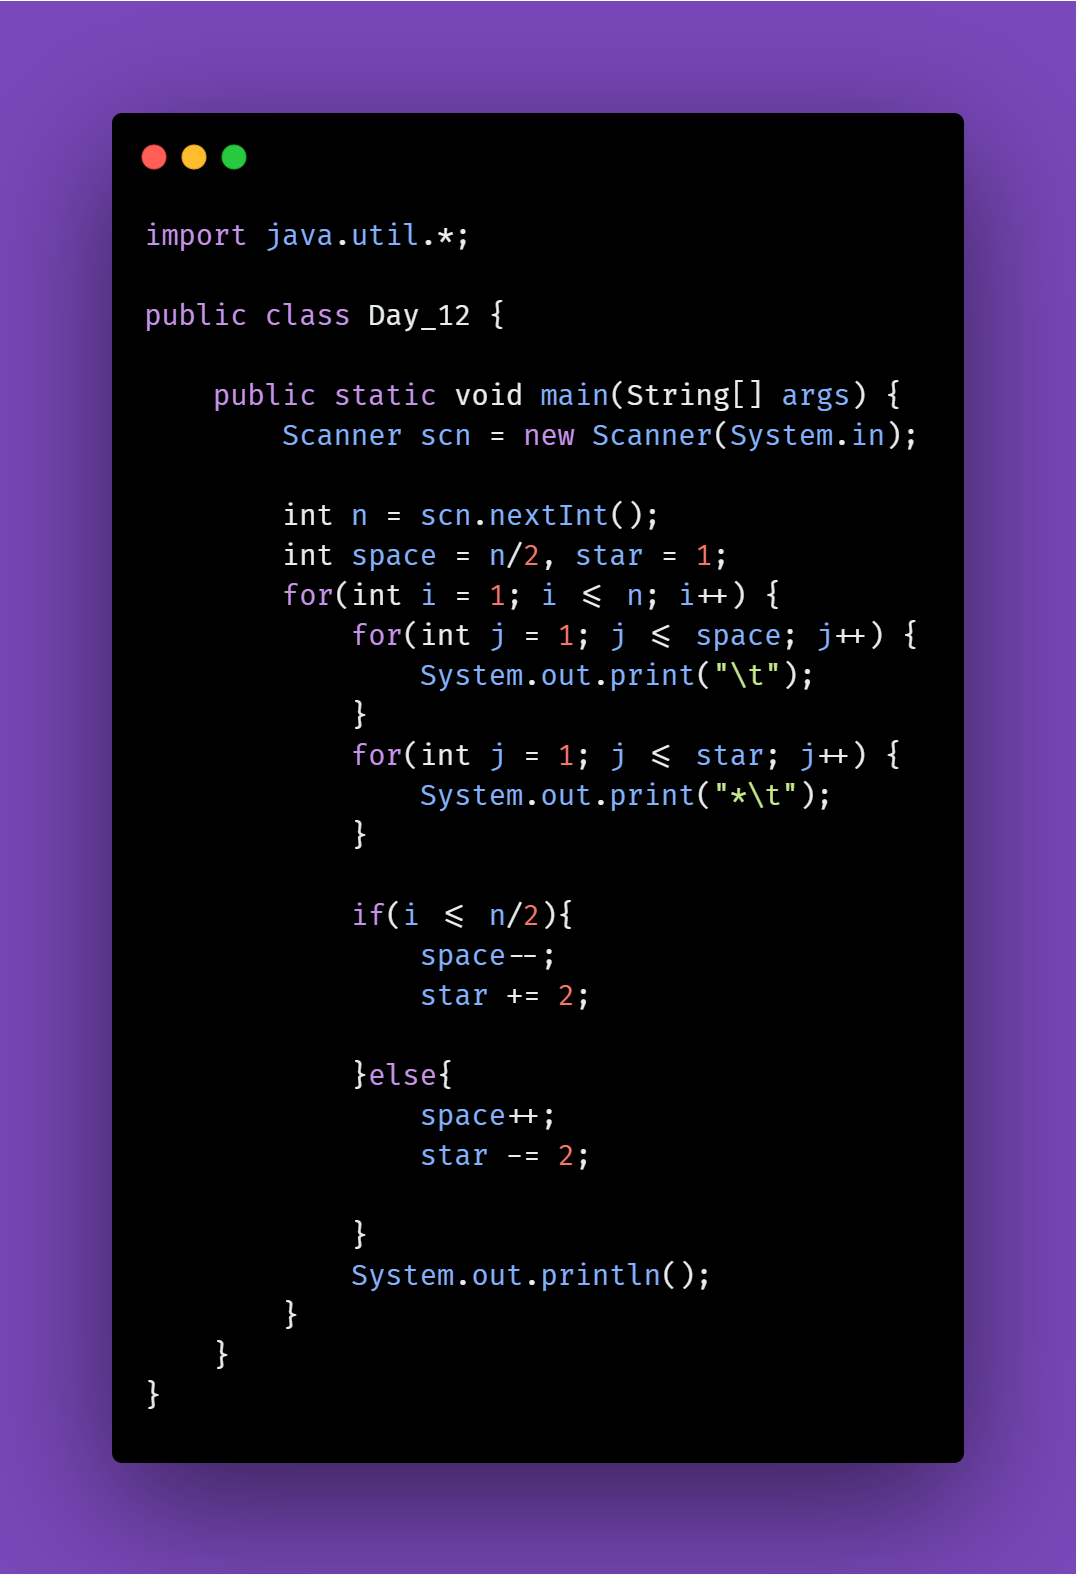 import java.util.*;

public class Day_12 {

    public static void main(String[] args) {
        Scanner scn = new Scanner(System.in);

        int n = scn.nextInt();
        int space = n/2, star = 1;
        for(int i = 1; i <= n; i++) {
            for(int j = 1; j <= space; j++) {
                System.out.print("\t");
            }
            for(int j = 1; j <= star; j++) {
                System.out.print("*\t");
            }

            if(i <= n/2){
                space--;
                star += 2;

            }else{
                space++;
                star -= 2;

            }
            System.out.println();
        }
    }
}